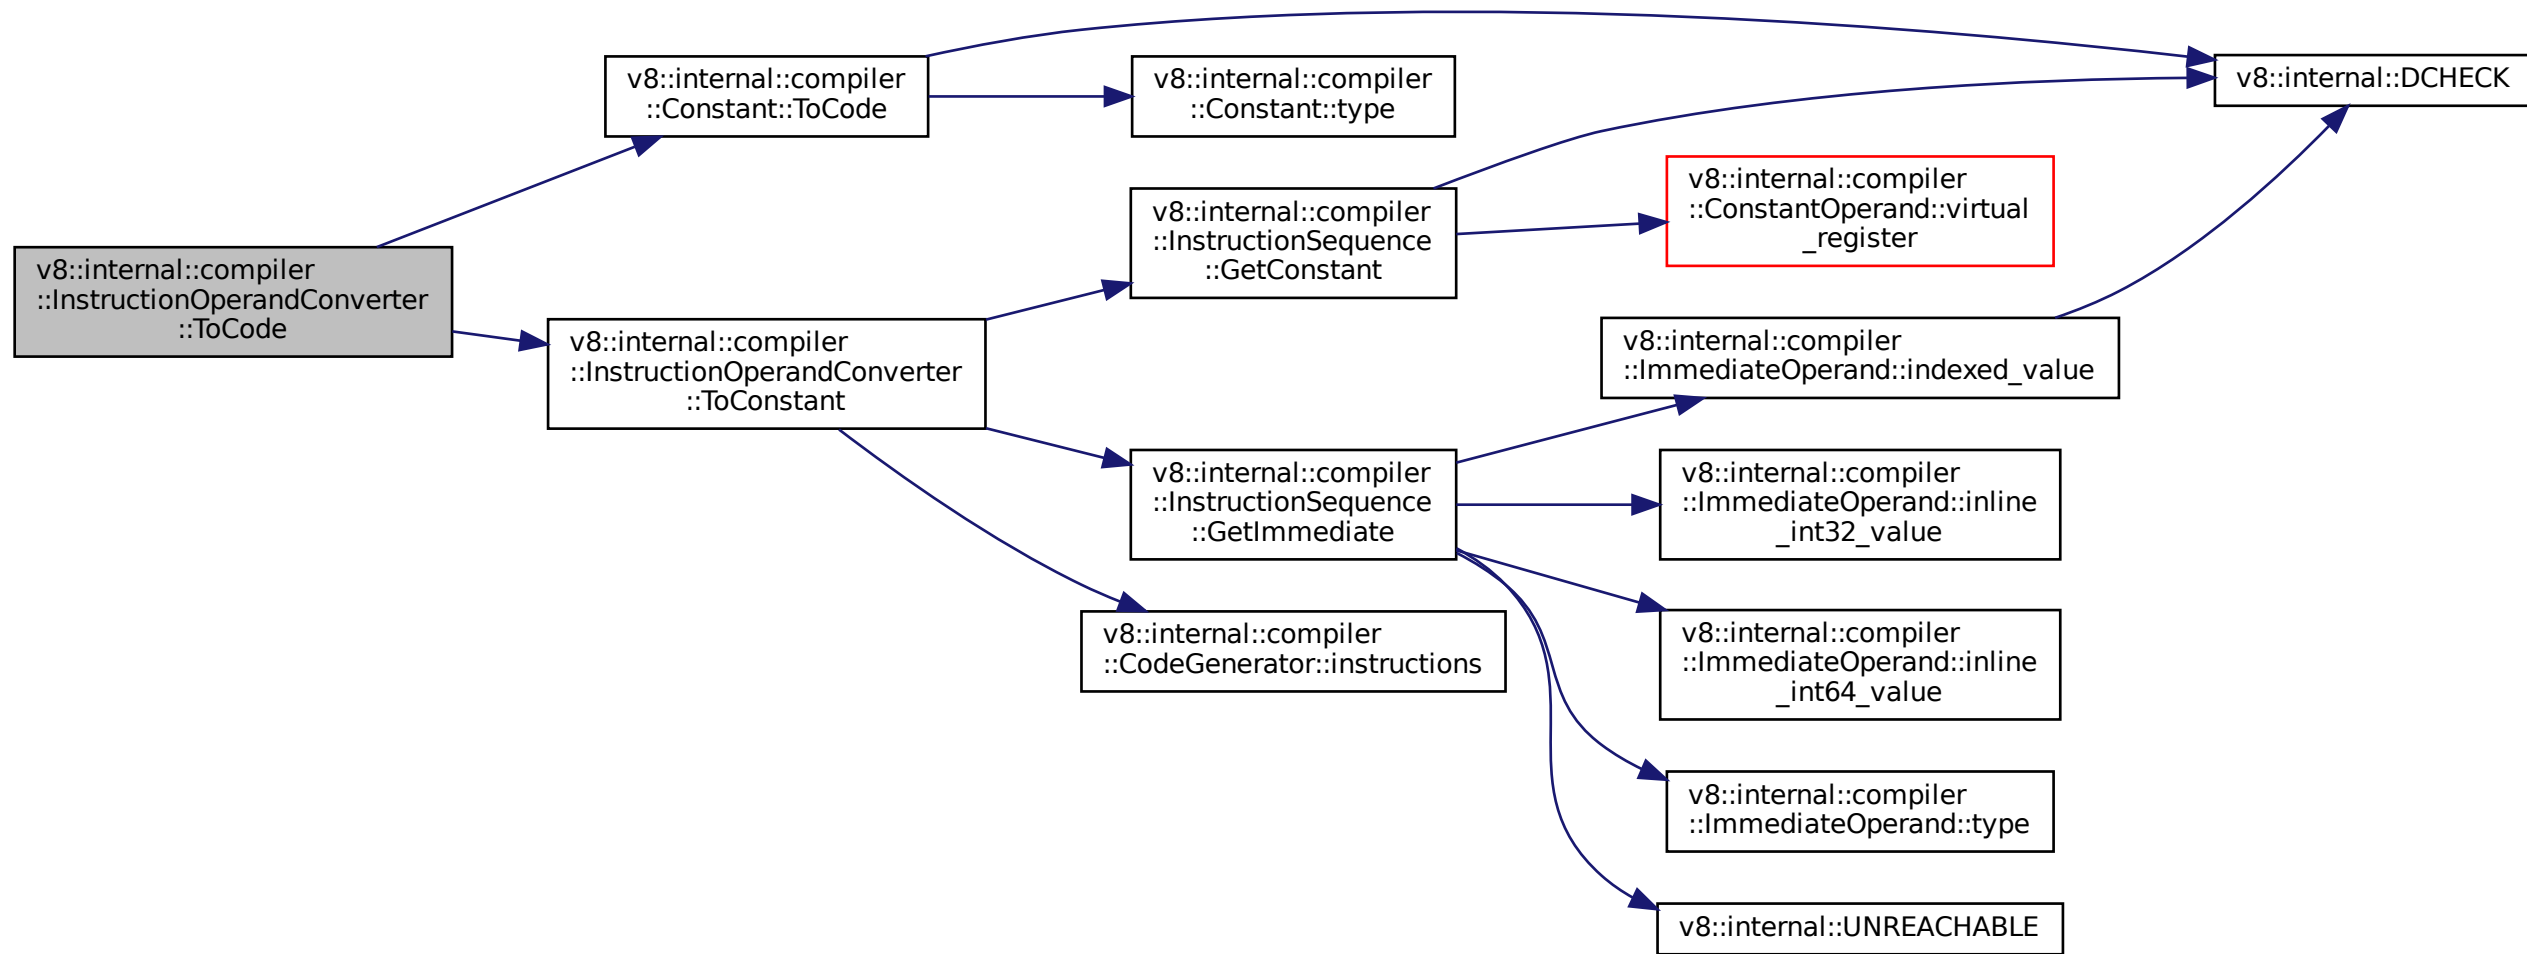 v8::internal::compiler
::InstructionOperandConverter
::ToCode
v8::internal::compiler
::Constant::ToCode
v8::internal::compiler
::InstructionOperandConverter
::ToConstant
v8::internal::compiler
::Constant::type
v8::internal::compiler
::InstructionSequence
::GetConstant
v8::internal::compiler
::InstructionSequence
::GetImmediate
v8::internal::compiler
::CodeGenerator::instructions
v8::internal::compiler
::ConstantOperand::virtual
_register
v8::internal::compiler
::ImmediateOperand::indexed_value
v8::internal::compiler
::ImmediateOperand::inline
_int32_value
v8::internal::compiler
::ImmediateOperand::inline
_int64_value
v8::internal::compiler
::ImmediateOperand::type
v8::internal::UNREACHABLE
v8::internal::DCHECK